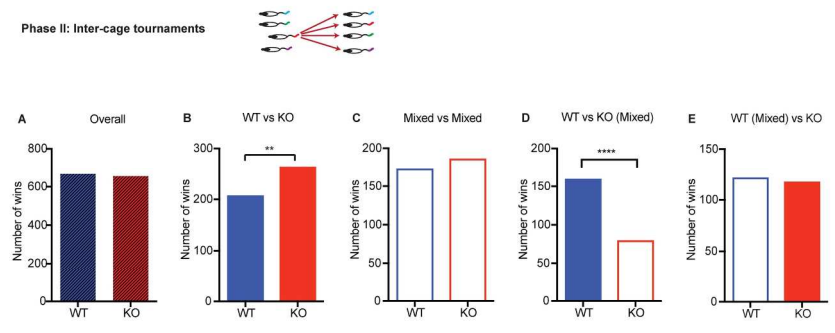 Phase II: Inter-cage tournaments
A Overall
Number of wins
800
600
400
200
0
WT KO
B WT vs KO
Number of wins
300
200
100
0
**
WT KO
C Mixed vs Mixed
Number of wins
200
150
100
50
0
WT KO
D WT vs KO (Mixed)
Number of wins
200
150
100
50
0
****
WT KO
E WT (Mixed) vs KO
Number of wins
150
100
50
0
WT KO